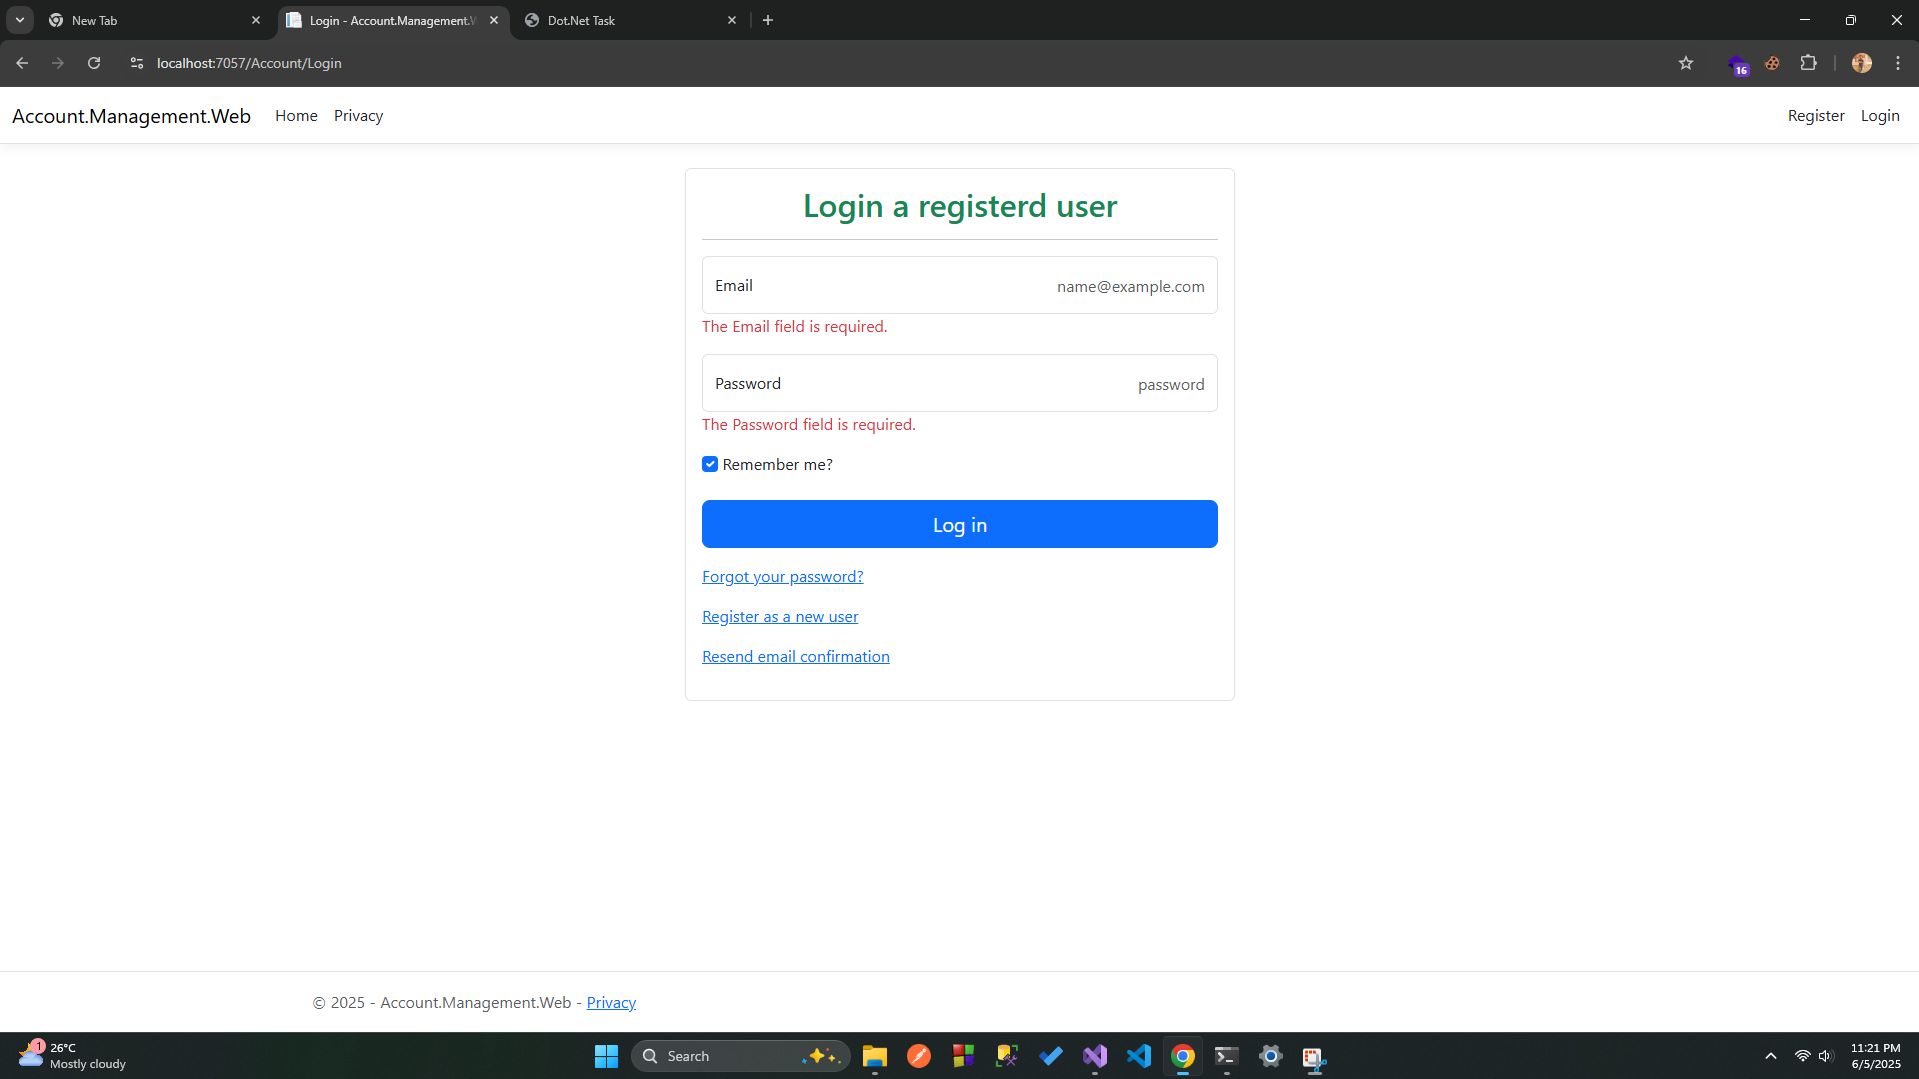 New Tab
Login - Account.Management.W
Dot.Net Task
localhost:7057/Account/Login
16
Account.Management.Web Home Privacy Register Login
Login a registerd user
Email name@example.com
The Email field is required.
Password password
The Password field is required.
Remember me?
Log in
Forgot your password?
Register as a new user
Resend email confirmation
© 2025 - Account.Management.Web - Privacy
1
26°C
Mostly cloudy
Search
11:21 PM
6/5/2025